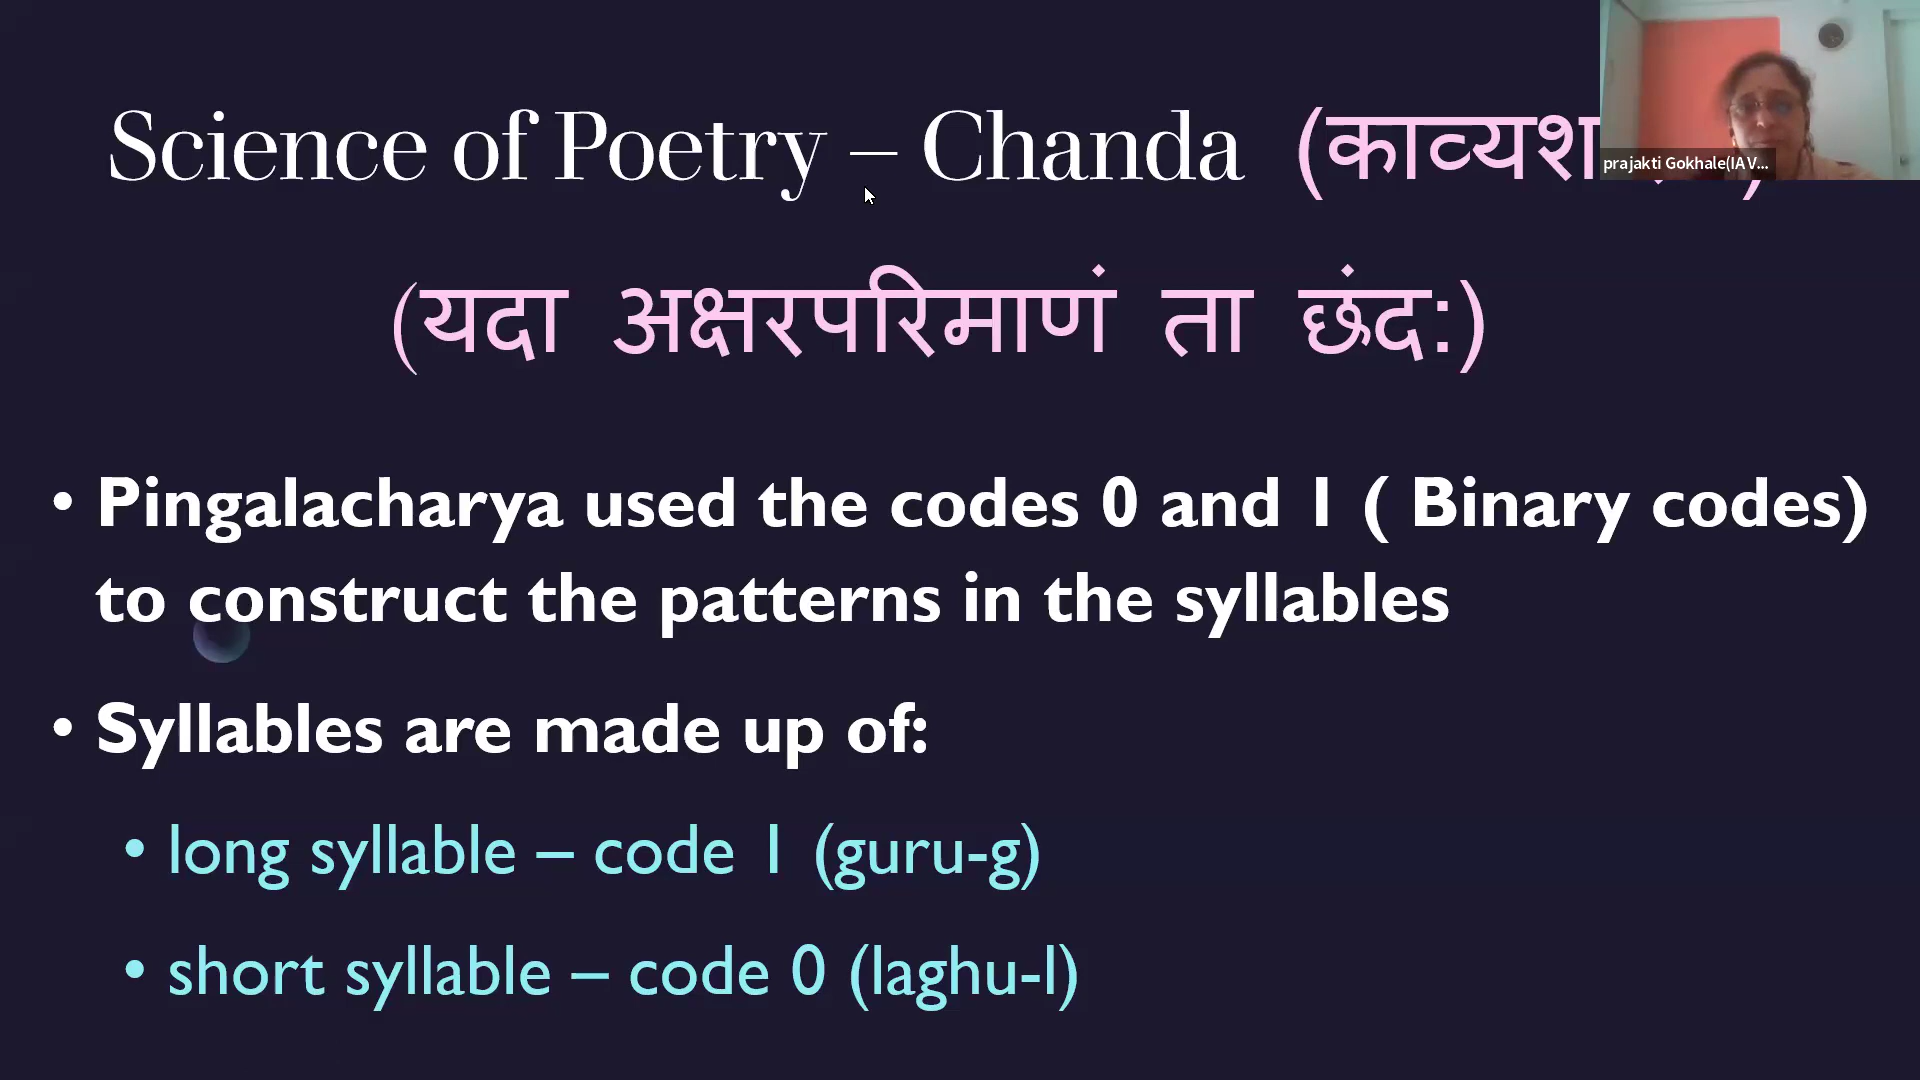 Science of Poetry – Chanda
prajakti Gokhale(IAV...
(यदा अक्षरपरिमाणं ता छंद:)
• Pingalacharya used the codes 0 and 1 ( Binary codes)
to construct the patterns in the syllables
• Syllables are made up of:
• long syllable – code 1 (guru-g)
• short syllable – code 0 (laghu-l)